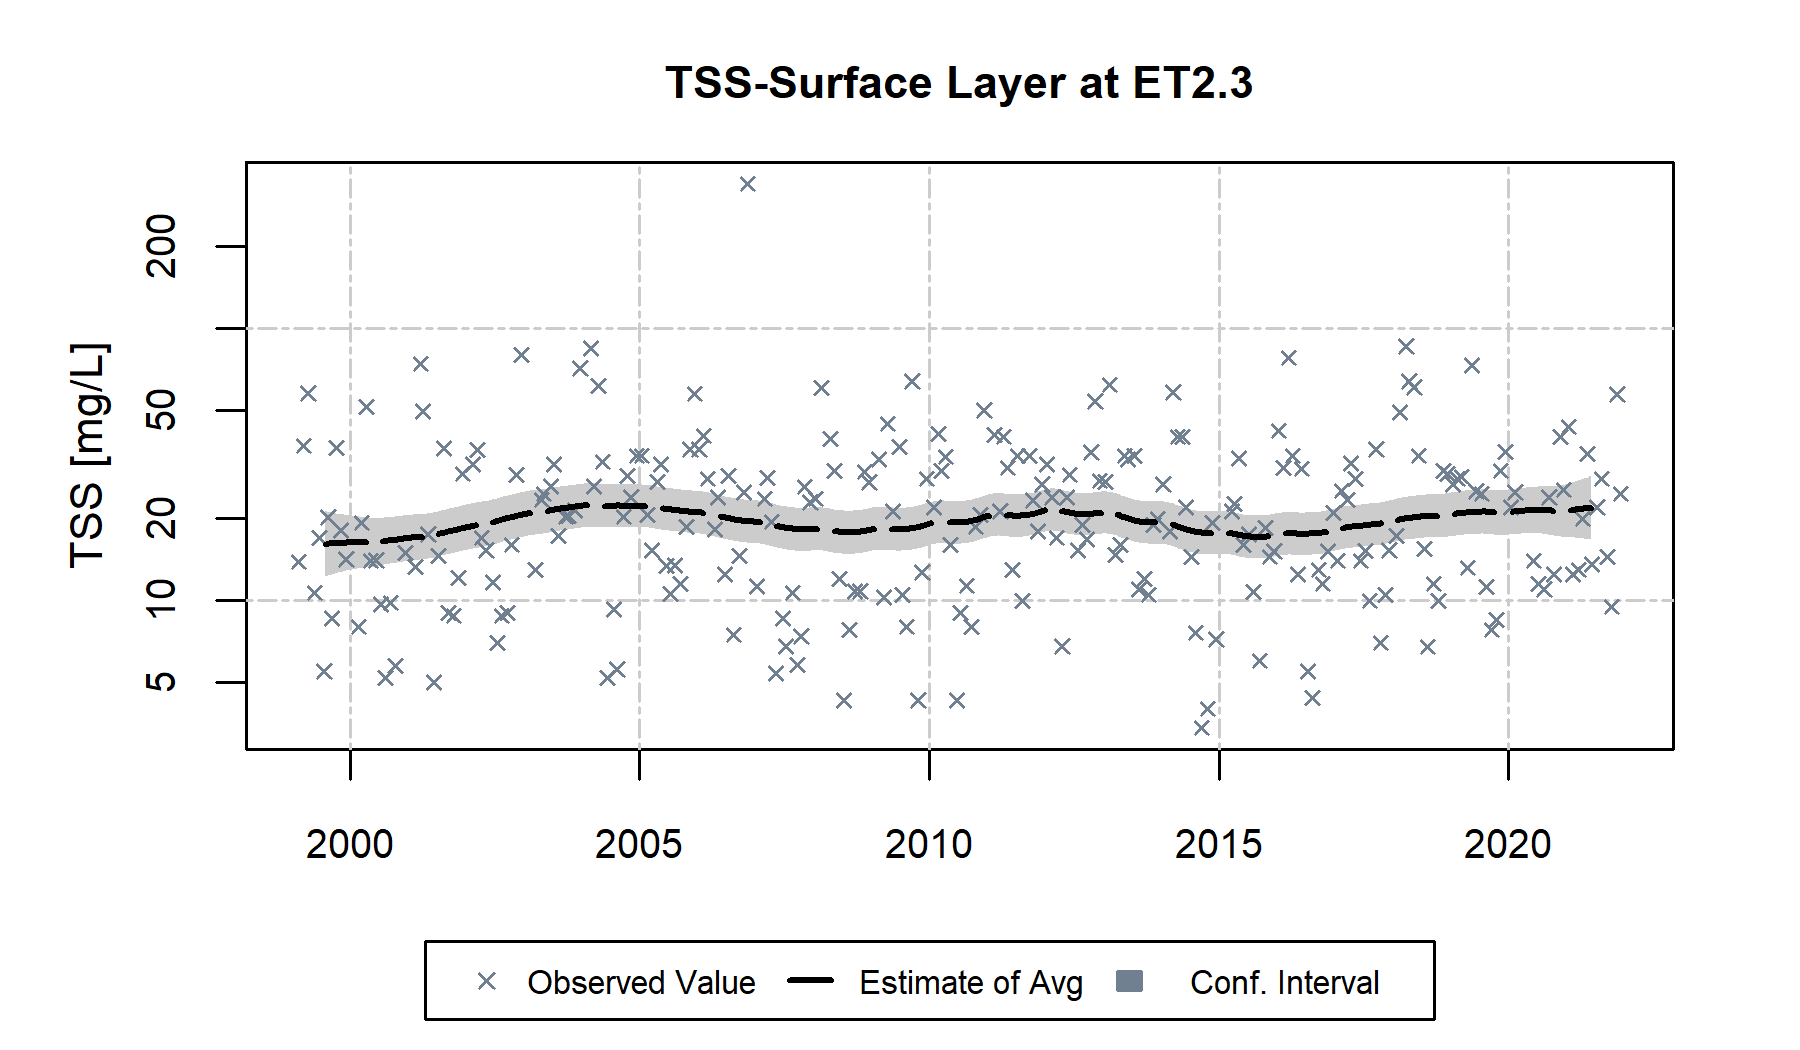 TSS-Surface Layer at ET2.3
TSS [mg/L]
200
50
20
10
5
2000 2005 2010 2015 2020
Observed Value Estimate of Avg Conf. Interval